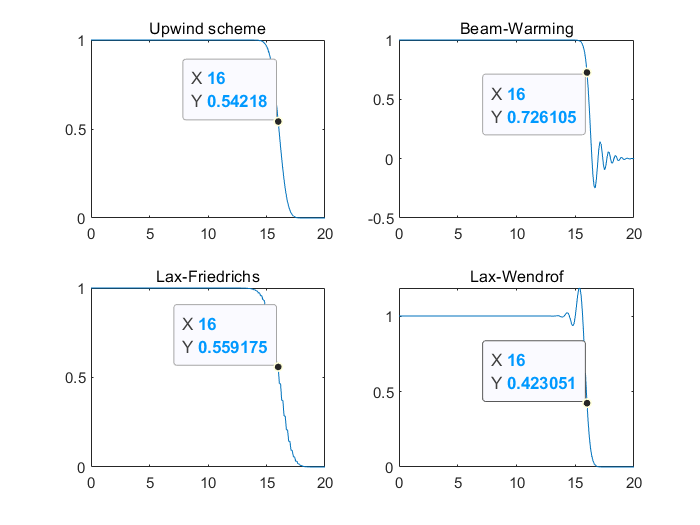 Upwind scheme
1
0.5
0
X 16
Y 0.54218
0 5 10 15 20
Beam-Warming
1
0.5
0
-0.5
X 16
Y 0.726105
0 5 10 15 20
Lax-Friedrichs
1
0.5
0
X 16
Y 0.559175
0 5 10 15 20
Lax-Wendrof
1
0.5
0
X 16
Y 0.423051
0 5 10 15 20